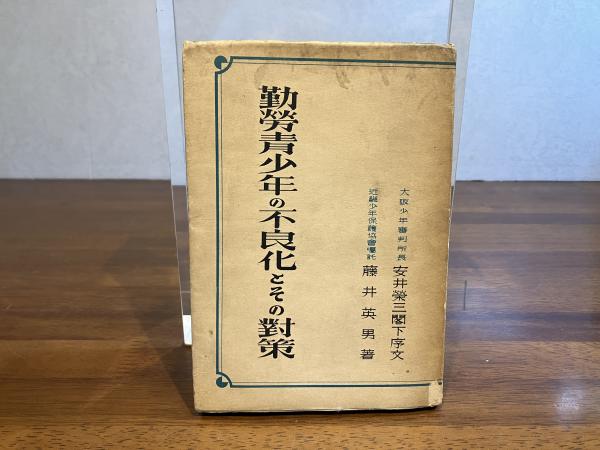 大阪少年審判所長 安井榮三閣下序文
近畿少年保護協會囑託 藤井英男著
勤勞青少年の不良化とその對策